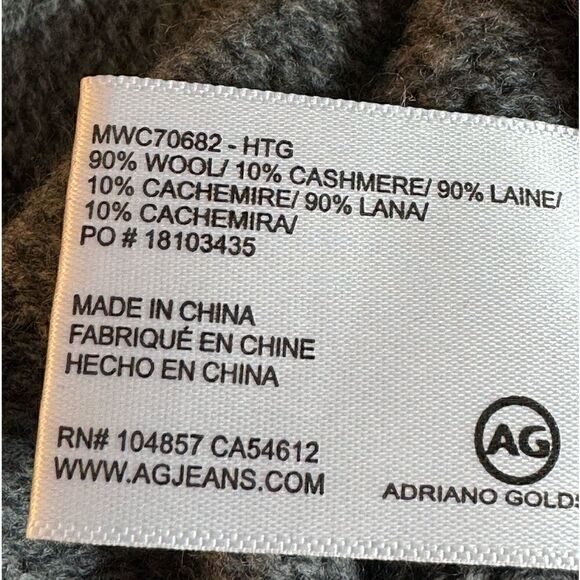 MWC70682 - HTG
90% WOOL/ 10% CASHMERE/ 90% LAINE/
10% CACHEMIRE/ 90% LANA/
10% CACHEMIRA/
PO # 18103435
MADE IN CHINA
FABRIQUÉ EN CHINE
HECHO EN CHINA
RN# 104857 CA54612
WWW.AGJEANS.COM
AG
ADRIANO